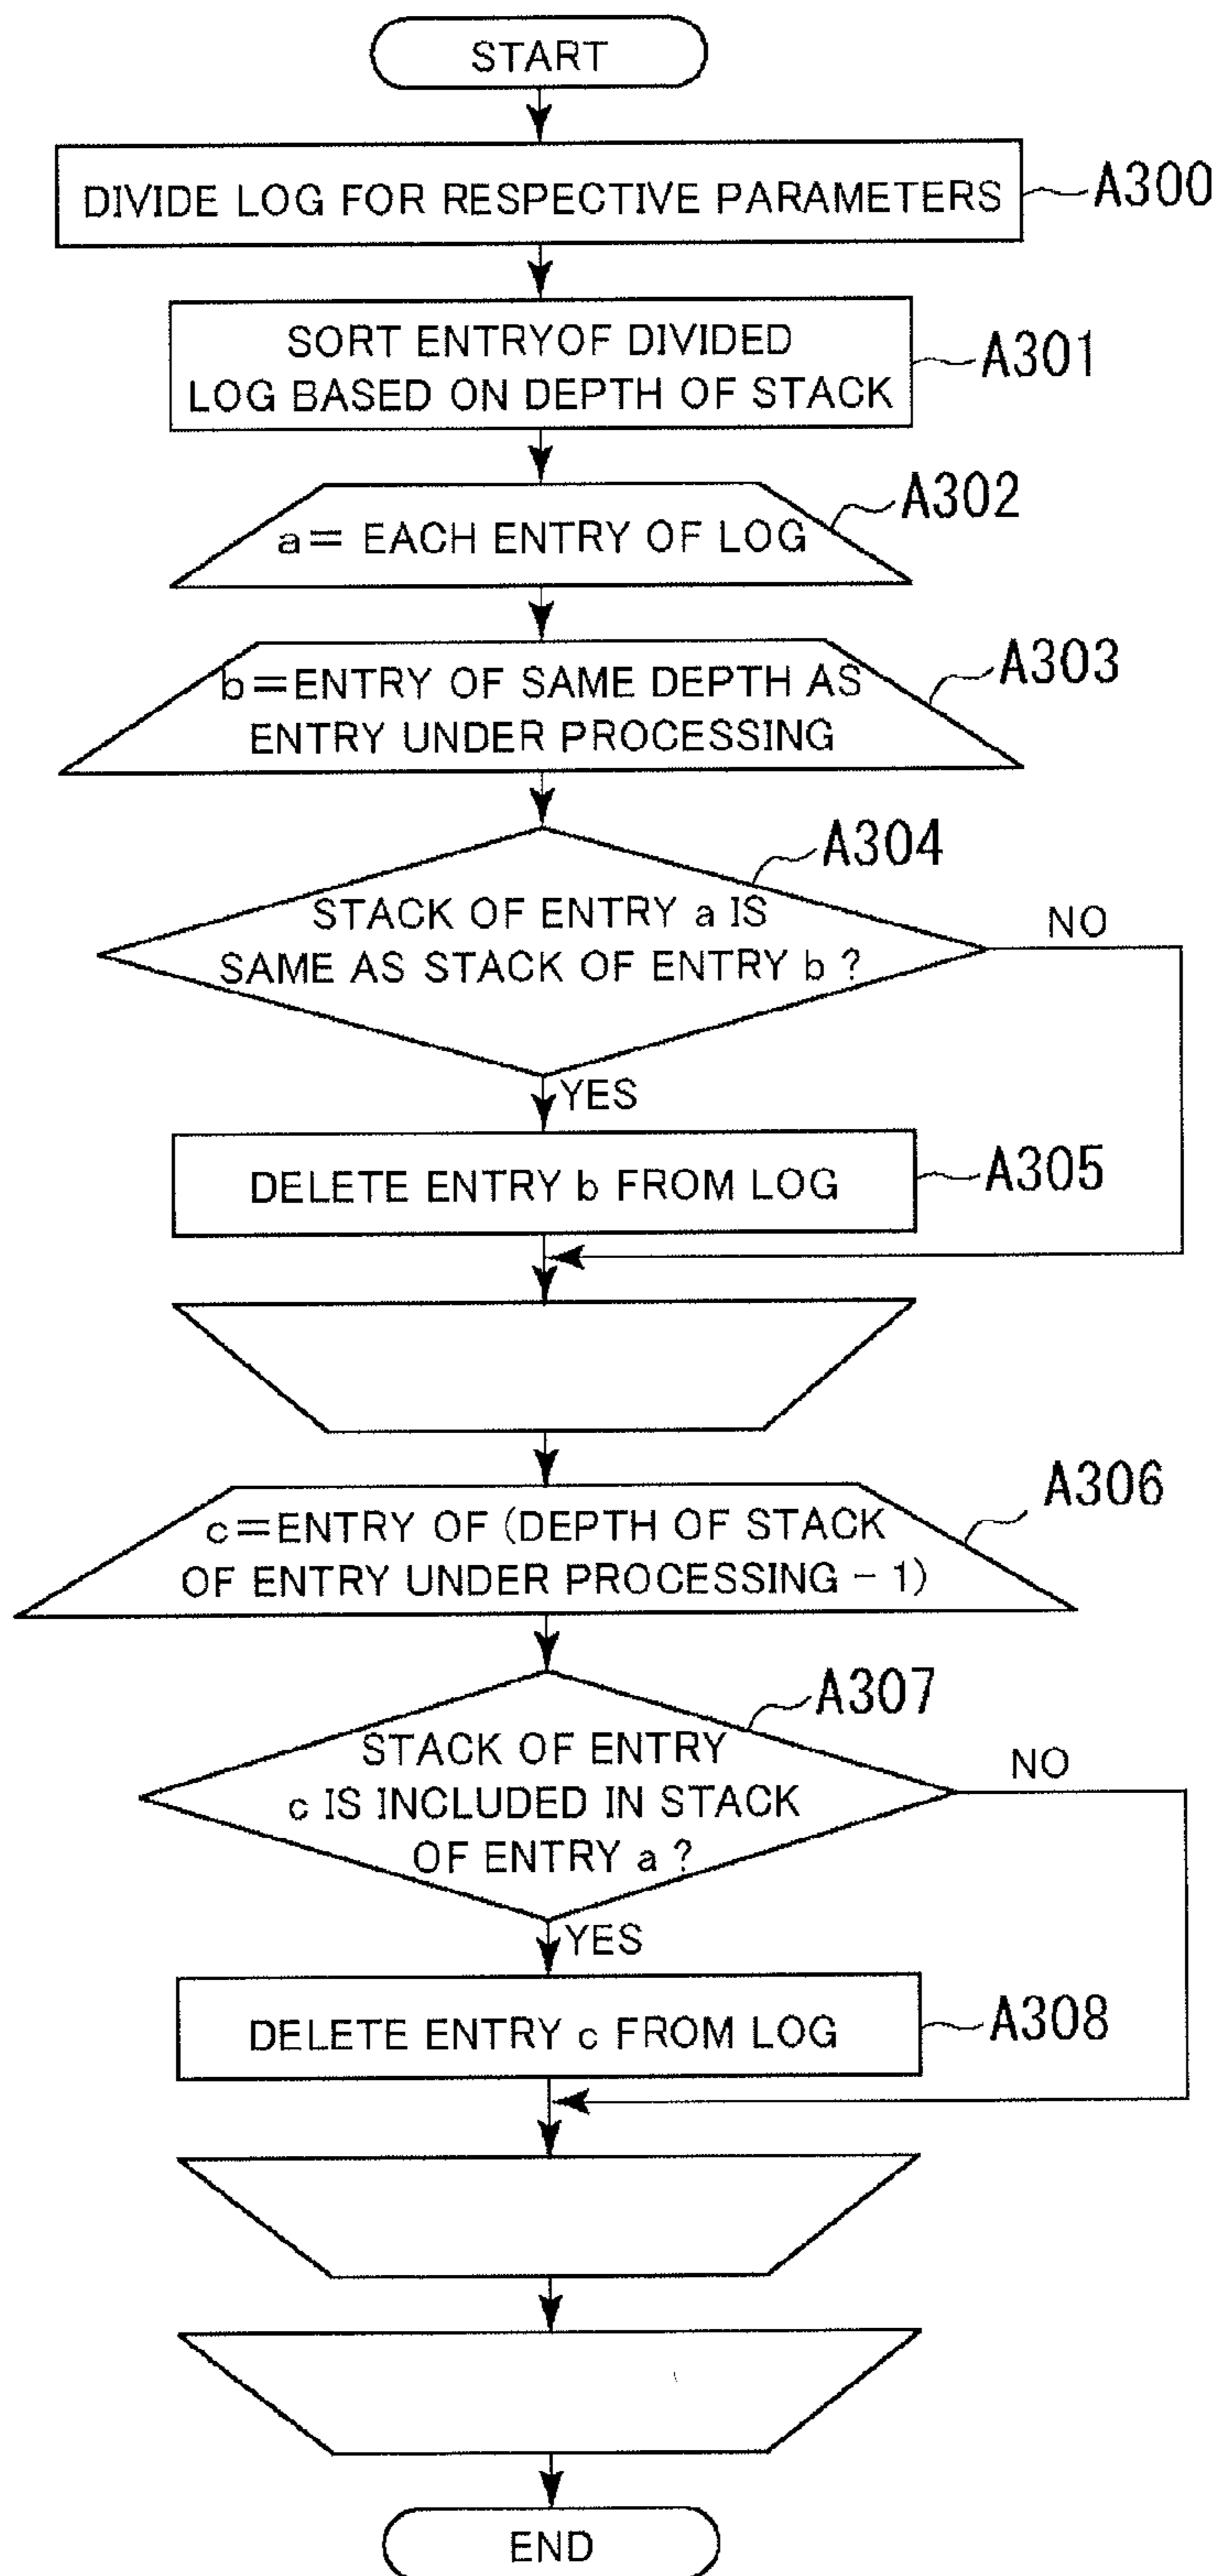 START
DIVIDE LOG FOR RESPECTIVE PARAMETERS
A300
SORT ENTRYOF DIVIDED
LOG BASED ON DEPTH OF STACK
A301
a= EACH ENTRY OF LOG
A302
b=ENTRY OF SAME DEPTH AS
ENTRY UNDER PROCESSING
A303
A304
STACK OF ENTRY a IS
SAME AS STACK OF ENTRY b ?
NO
YES
DELETE ENTRY b FROM LOG
A305
A306
c=ENTRY OF (DEPTH OF STACK
OF ENTRY UNDER PROCESSING - 1)
A307
STACK OF ENTRY
c IS INCLUDED IN STACK
OF ENTRY a ?
NO
YES
DELETE ENTRY c FROM LOG
A308
END